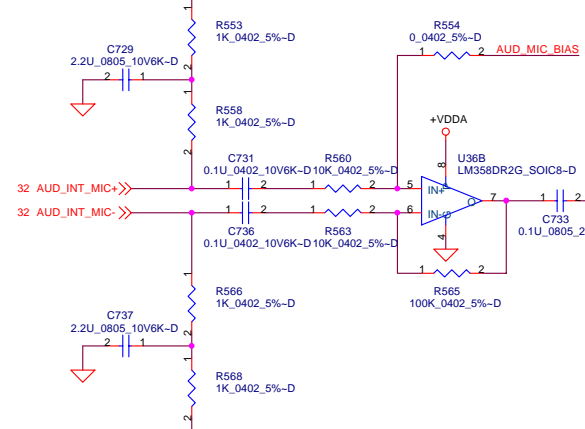 1
R553
1K_0402_5%~D
2
C729
2.2U_0805_10V6K~D
2 1
1
R558
1K_0402_5%~D
2
R554
0_0402_5%~D
1 2 AUD_MIC_BIAS
+VDDA
8
U36B
LM358DR2G_SOIC8~D
C731
0.1U_0402_10V6K~D
R560
10K_0402_5%~D
32 AUD_INT_MIC+ 1 2 1 2 5 IN+
O 7
32 AUD_INT_MIC- 1 2 1 2 6 IN-
G
4
C736
0.1U_0402_10V6K~D
R563
10K_0402_5%~D
1 2
C733
0.1U_0805_2
1 2
R565
100K_0402_5%~D
1
R566
1K_0402_5%~D
2
C737
2.2U_0805_10V6K~D
2 1
1
R568
1K_0402_5%~D
2